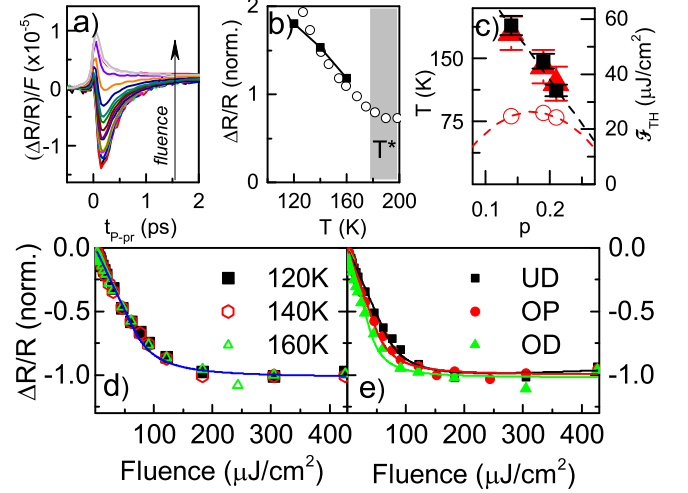 a)
(ΔR/R)/F (x10⁻⁵)
1
0
-1
fluence
0 1 2
t_P-pr (ps)
b)
ΔR/R (norm.)
2
1
0
T*
120 160 200
T (K)
c)
T (K)
150
75
0.1 0.2
p
60
40
20
0
ℱ_TH (μJ/cm²)
ΔR/R (norm.)
0.0
-0.5
-1.0
120K
140K
160K
d)
0.0
-0.5
-1.0
UD
OP
OD
e)
100 200 300 400
100 200 300 400
Fluence (μJ/cm²)
Fluence (μJ/cm²)